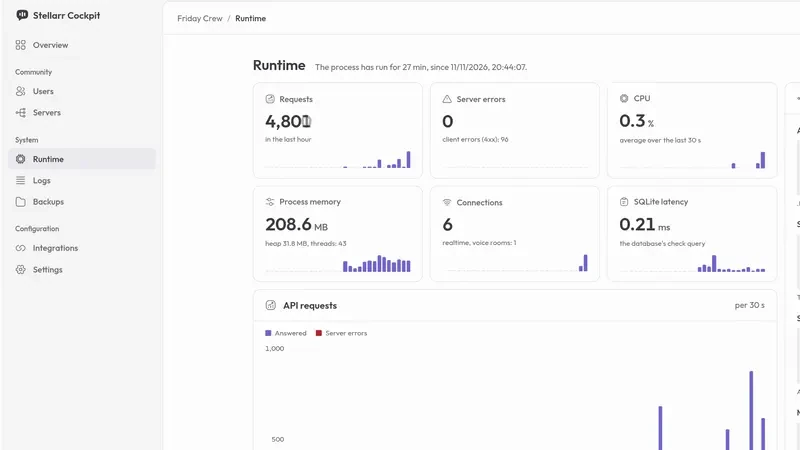 Stellarr Cockpit
Overview
Community
Users
Servers
System
Runtime
Logs
Backups
Configuration
Integrations
Settings
Friday Crew / Runtime
Runtime The process has run for 27 min, since 11/11/2026, 20:44:07.
Requests
in the last hour
Server errors
0
client errors (4xx): 96
CPU
0.3 %
average over the last 30 s
Process memory
208.6 MB
heap 31.8 MB, threads: 43
Connections
6
realtime, voice rooms: 1
SQLite latency
0.21 ms
the database's check query
API requests
per 30 s
Answered Server errors
1,000
500